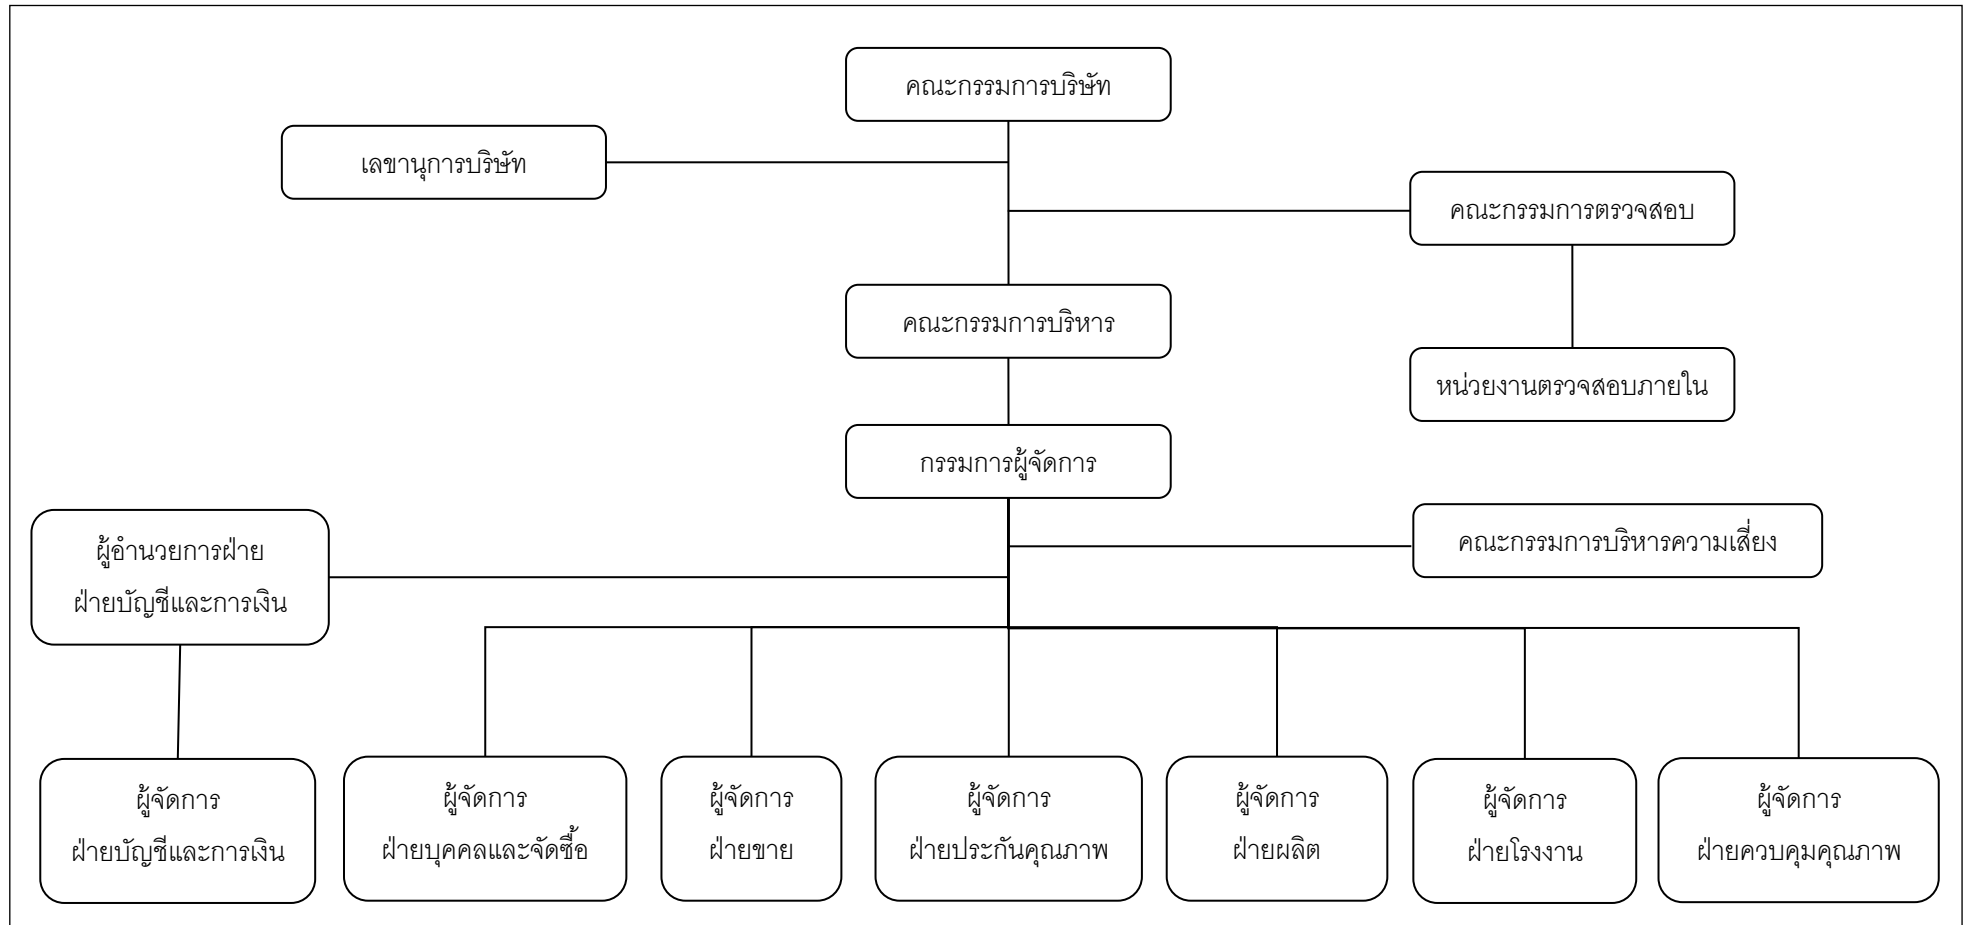 คณะกรรมการบริษัท
เลขานุการบริษัท
คณะกรรมการตรวจสอบ
คณะกรรมการบริหาร
หน่วยงานตรวจสอบภายใน
กรรมการผู้จัดการ
ผู้อำนวยการฝ่าย
ฝ่ายบัญชีและการเงิน
คณะกรรมการบริหารความเสี่ยง
ผู้จัดการ
ฝ่ายบัญชีและการเงิน
ผู้จัดการ
ฝ่ายบุคคลและจัดซื้อ
ผู้จัดการ
ฝ่ายขาย
ผู้จัดการ
ฝ่ายประกันคุณภาพ
ผู้จัดการ
ฝ่ายผลิต
ผู้จัดการ
ฝ่ายโรงงาน
ผู้จัดการ
ฝ่ายควบคุมคุณภาพ